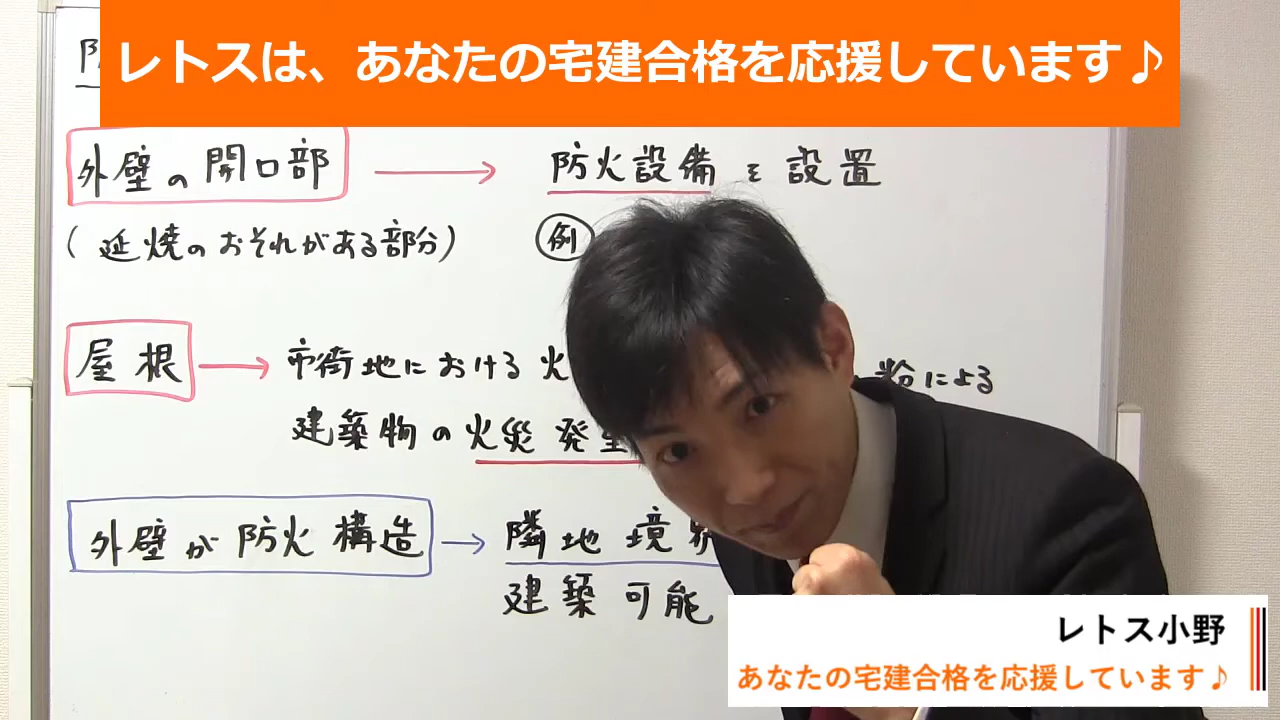 レトスは、あなたの宅建合格を応援しています♪
外壁の開口部 → 防火設備を設置
(延焼のおそれがある部分) 例
屋根 → 市街地における火 粉による
建築物の火災発生
外壁が防火構造 → 隣地境界
建築可能
レトス小野
あなたの宅建合格を応援しています♪